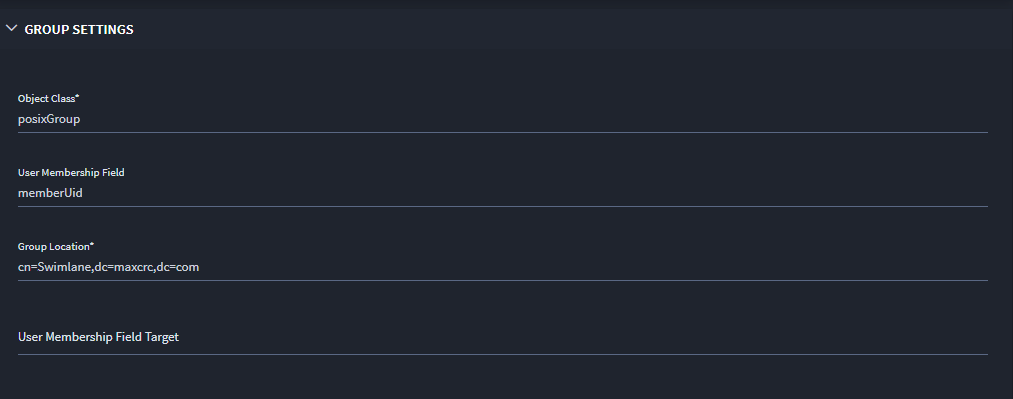 GROUP SETTINGS
Object Class*
posixGroup
User Membership Field
memberUid
Group Location*
cn=Swimlane,dc=maxcrc,dc=com
User Membership Field Target